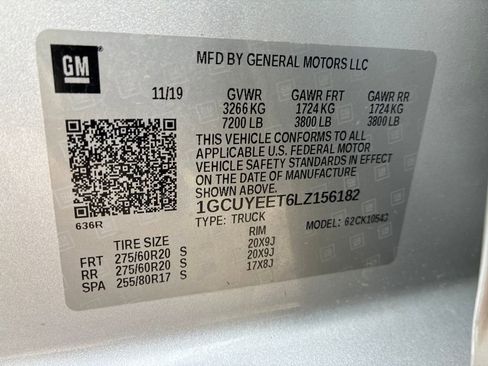 GM
MFD BY GENERAL MOTORS LLC
11/19 GVWR GAWR FRT GAWR RR
3266 KG 1724 KG 1724 KG
7200 LB 3800 LB 3800 LB
THIS VEHICLE CONFORMS TO ALL
APPLICABLE U.S. FEDERAL MOTOR
VEHICLE SAFETY STANDARDS IN EFFECT
ON THE DATE OF MANUFACTURE
SHOWN ABOVE.
1GCUYEET6LZ156182
TYPE: TRUCK MODEL: 62CK10543
636R
TIRE SIZE RIM
FRT 275/60R20 S 20X9J
RR 275/60R20 S 20X9J
SPA 255/80R17 S 17X8J